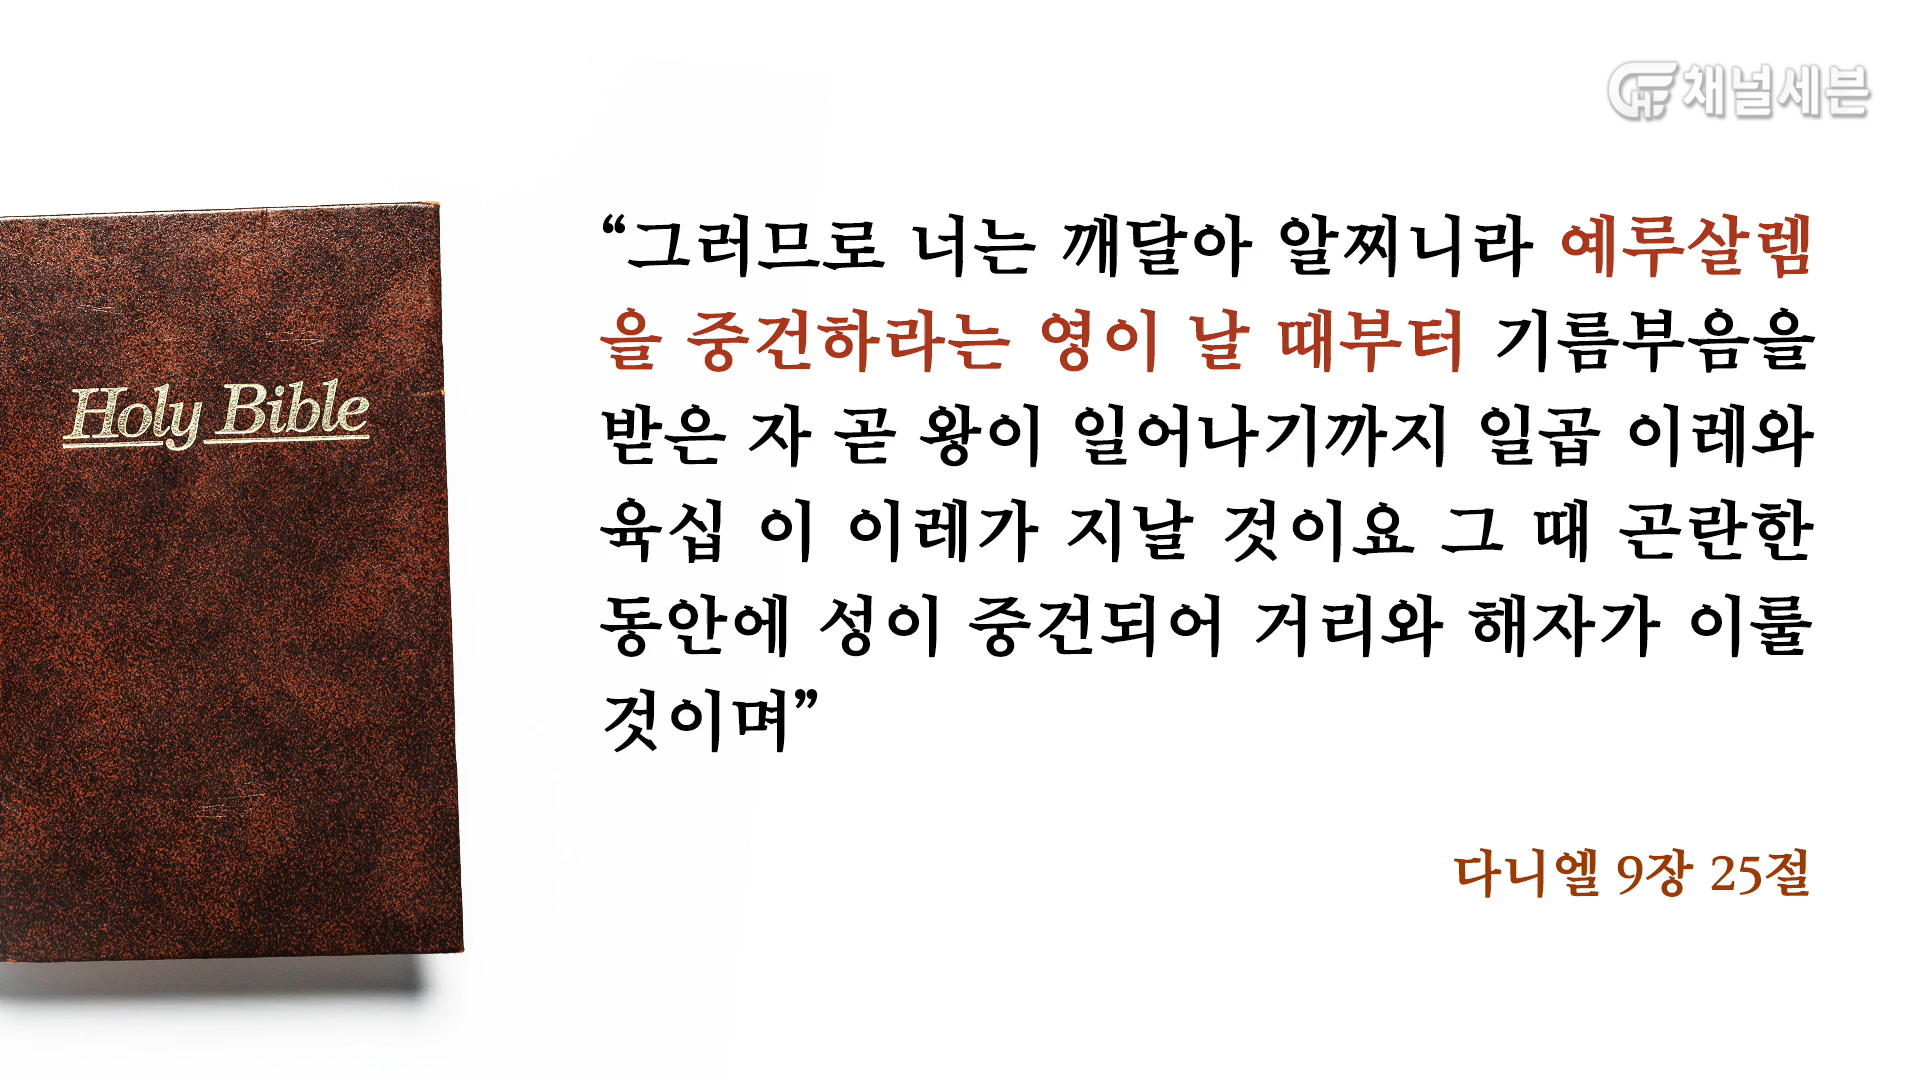 채널세븐
Holy Bible
“그러므로 너는 깨달아 알찌니라 예루살렘
을 중건하라는 영이 날 때부터 기름부음을
받은 자 곧 왕이 일어나기까지 일곱 이레와
육십 이 이레가 지날 것이요 그 때 곤란한
동안에 성이 중건되어 거리와 해자가 이룰
것이며”
다니엘 9장 25절